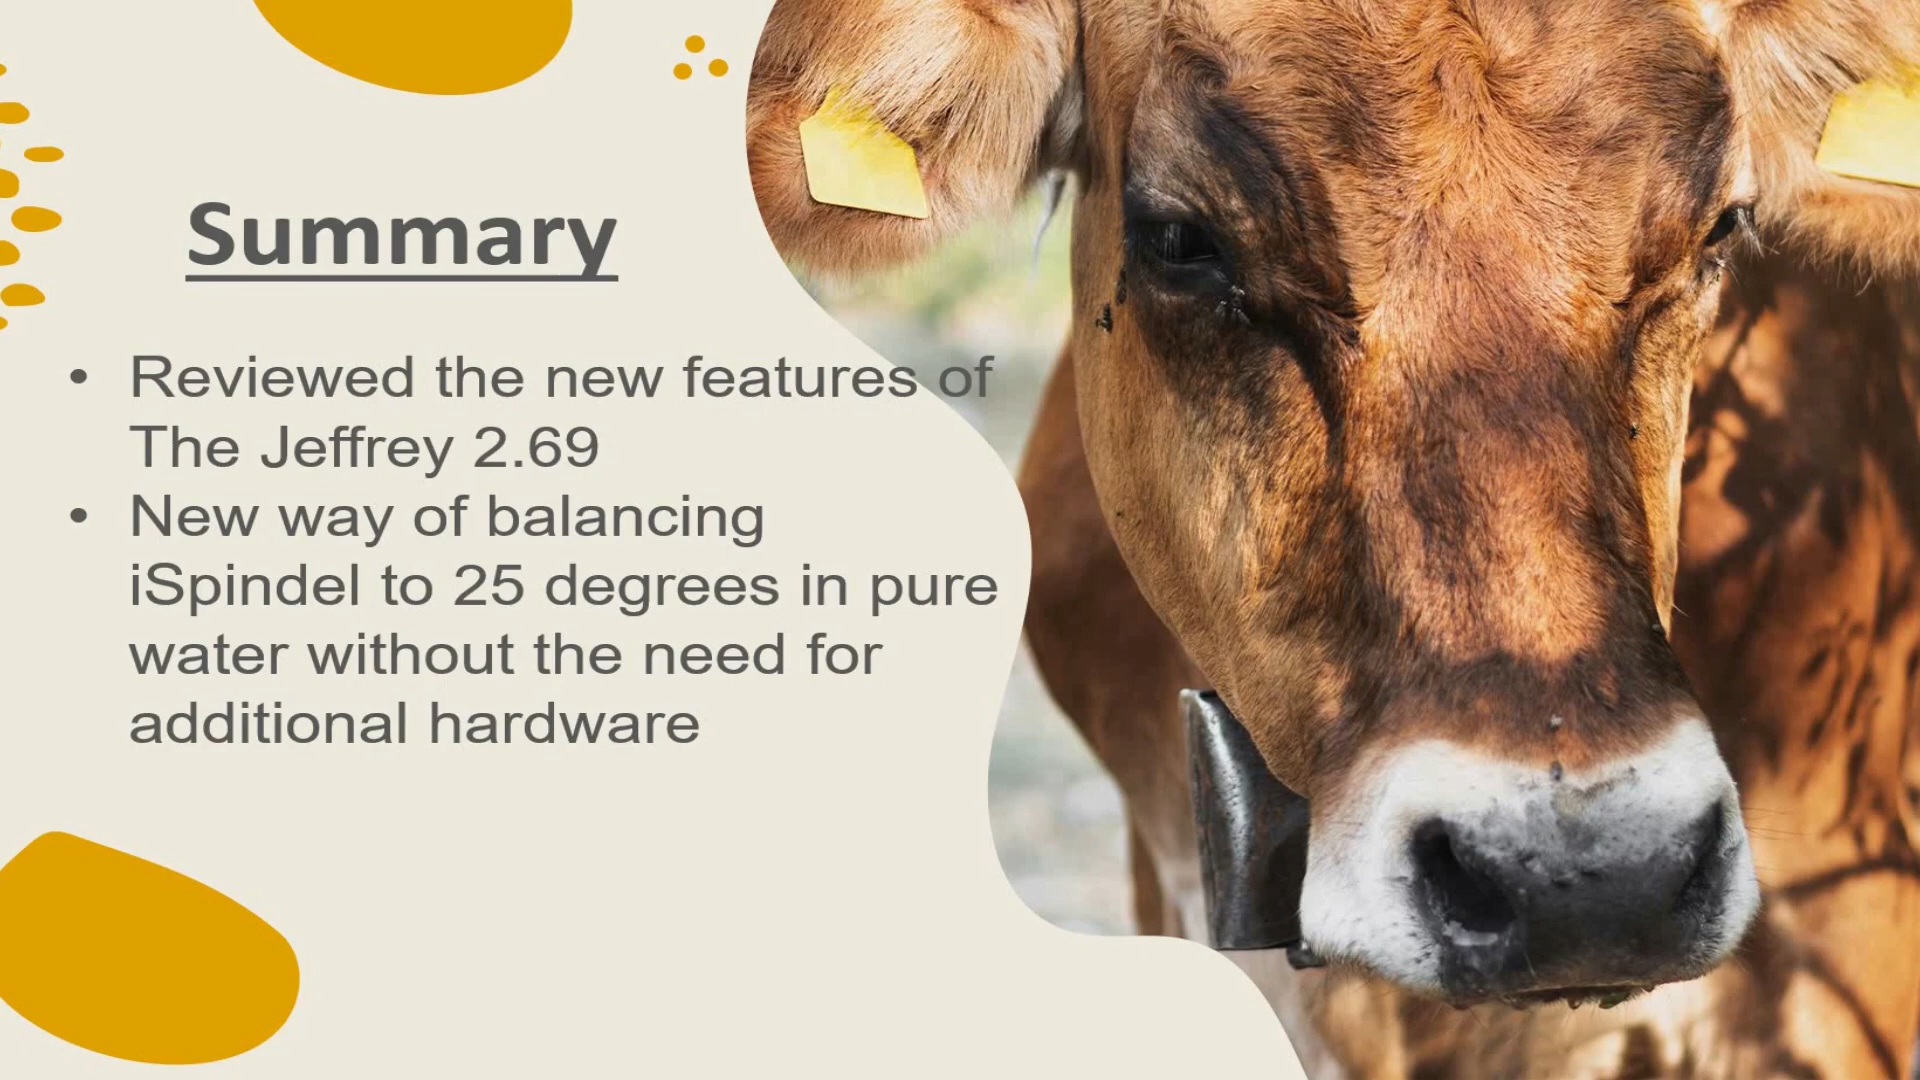 Summary
• Reviewed the new features of
The Jeffrey 2.69
• New way of balancing
iSpindel to 25 degrees in pure
water without the need for
additional hardware